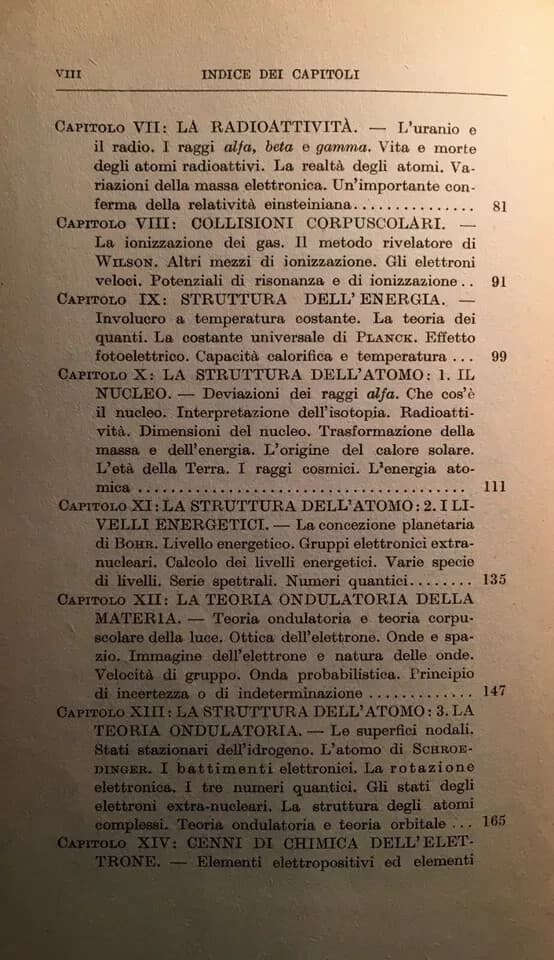 VIII INDICE DEI CAPITOLI
CAPITOLO VII: LA RADIOATTIVITÀ. — L'uranio e
il radio. I raggi alfa, beta e gamma. Vita e morte
degli atomi radioattivi. La realtà degli atomi. Va-
riazioni della massa elettronica. Un'importante con-
ferma della relatività einsteiniana.............. 81
CAPITOLO VIII: COLLISIONI CORPUSCOLARI. —
La ionizzazione dei gas. Il metodo rivelatore di
WILSON. Altri mezzi di ionizzazione. Gli elettroni
veloci. Potenziali di risonanza e di ionizzazione.. 91
CAPITOLO IX: STRUTTURA DELL'ENERGIA. —
Involucro a temperatura costante. La teoria dei
quanti. La costante universale di PLANCK. Effetto
fotoelettrico. Capacità calorifica e temperatura ... 99
CAPITOLO X: LA STRUTTURA DELL'ATOMO: 1. IL
NUCLEO. — Deviazioni dei raggi alfa. Che cos'è
il nucleo. Interpretazione dell'isotopia. Radioatti-
vità. Dimensioni del nucleo. Trasformazione della
massa e dell'energia. L'origine del calore solare.
L'età della Terra. I raggi cosmici. L'energia ato-
mica ........................................ 111
CAPITOLO XI: LA STRUTTURA DELL'ATOMO: 2. I LI-
VELLI ENERGETICI. — La concezione planetaria
di BOHR. Livello energetico. Gruppi elettronici extra-
nucleari. Calcolo dei livelli energetici. Varie specie
di livelli. Serie spettrali. Numeri quantici........ 135
CAPITOLO XII: LA TEORIA ONDULATORIA DELLA
MATERIA. — Teoria ondulatoria e teoria corpu-
scolare della luce. Ottica dell'elettrone. Onde e spa-
zio. Immagine dell'elettrone e natura delle onde.
Velocità di gruppo. Onda probabilistica. Principio
di incertezza o di indeterminazione ............. 147
CAPITOLO XIII: LA STRUTTURA DELL'ATOMO: 3. LA
TEORIA ONDULATORIA. — Le superfici nodali.
Stati stazionari dell'idrogeno. L'atomo di SCHROE-
DINGER. I battimenti elettronici. La rotazione
elettronica. I tre numeri quantici. Gli stati degli
elettroni extra-nucleari. La struttura degli atomi
complessi. Teoria ondulatoria e teoria orbitale ... 165
CAPITOLO XIV: CENNI DI CHIMICA DELL'ELET-
TRONE. — Elementi elettropositivi ed elementi